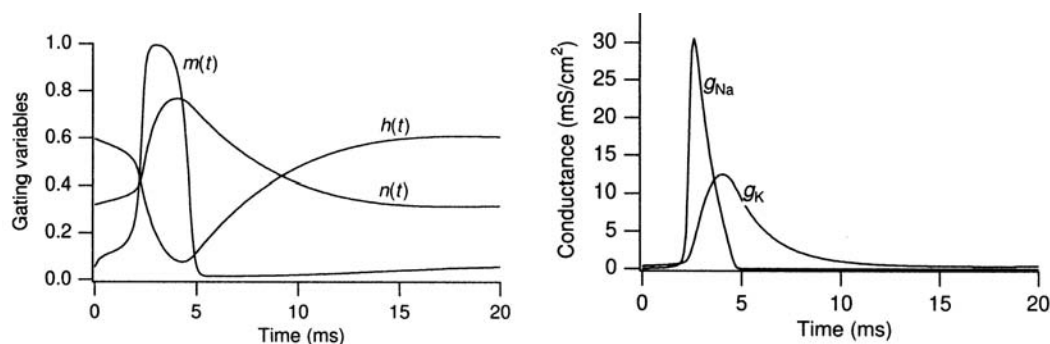 Gating variables
1.0
0.8
0.6
0.4
0.2
0.0
m(t)
h(t)
n(t)
0 5 10 15 20
Time (ms)
Conductance (mS/cm²)
30
25
20
15
10
5
0
gNa
gK
0 5 10 15 20
Time (ms)